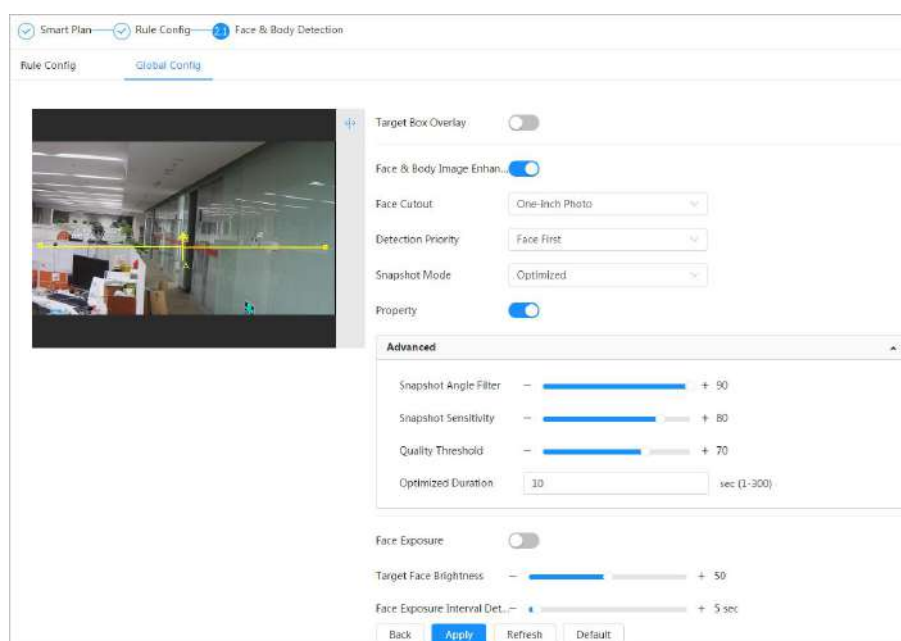 Smart Plan Rule Config 2.1 Face & Body Detection
Rule Config Global Config
Target Box Overlay
Face & Body Image Enhan...
Face Cutout One-Inch Photo
Detection Priority Face First
Snapshot Mode Optimized
Property
Advanced
Snapshot Angle Filter − + 90
Snapshot Sensitivity − + 80
Quality Threshold − + 70
Optimized Duration 10 sec (1-300)
Face Exposure
Target Face Brightness − + 50
Face Exposure Interval Det... − + 5 sec
Back Apply Refresh Default